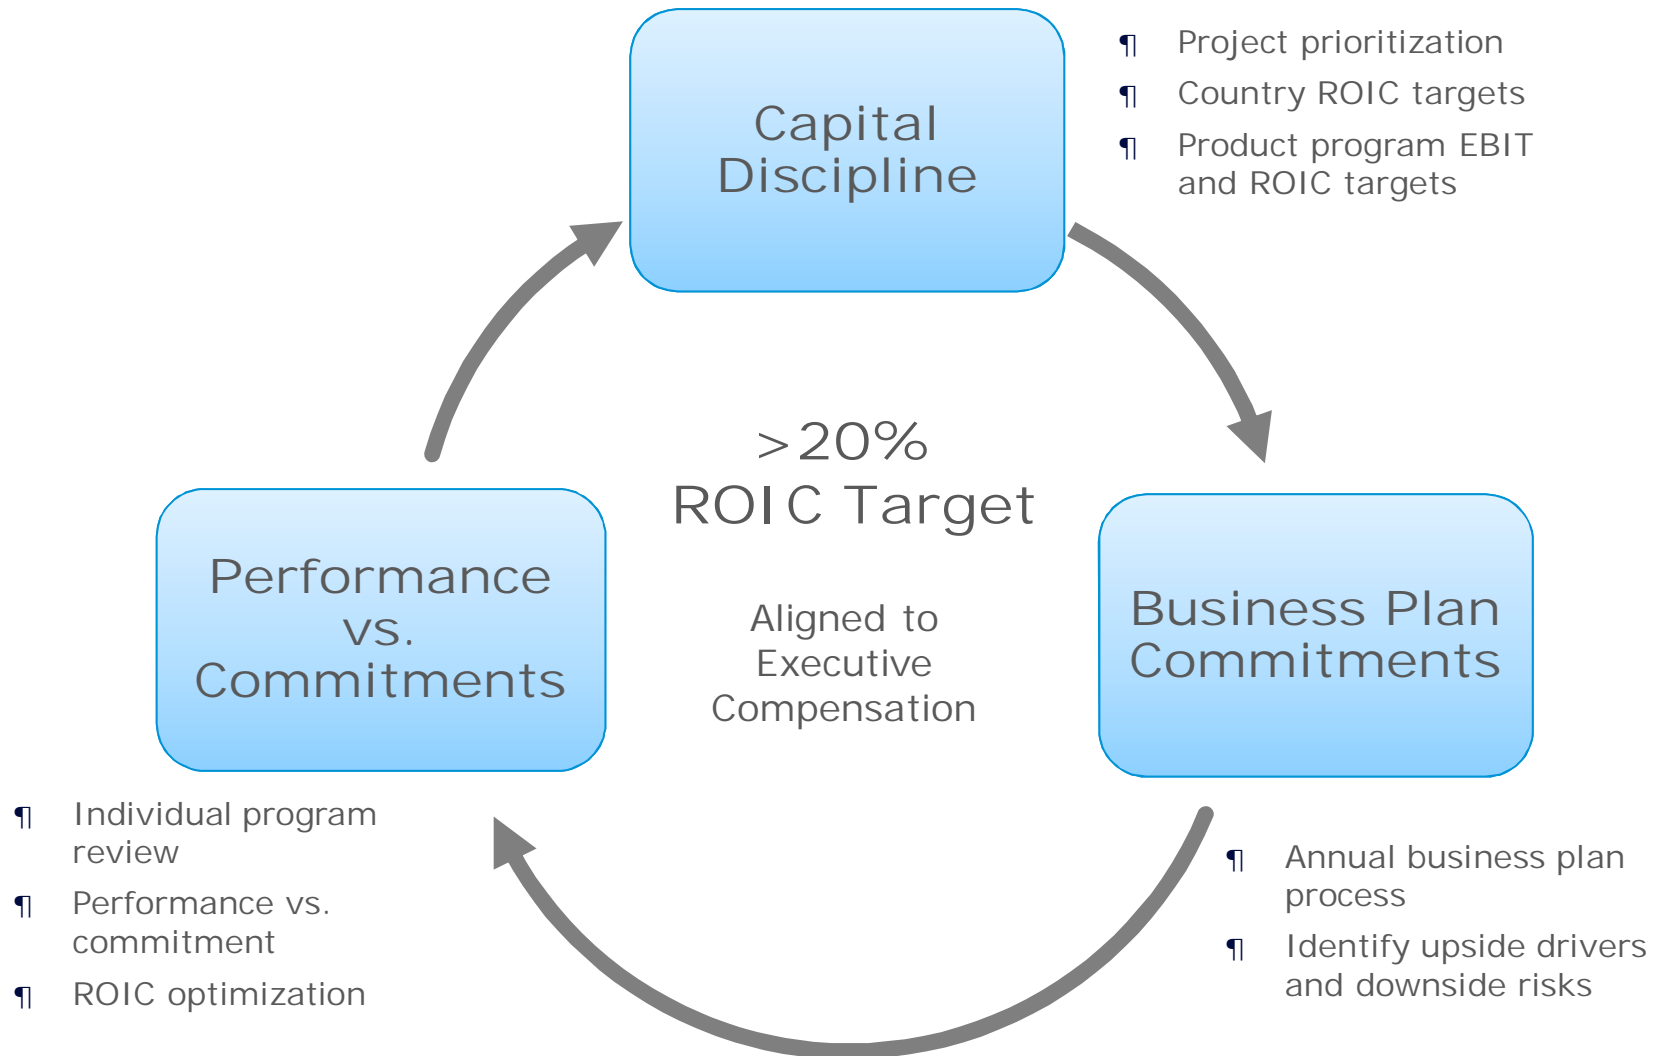 Capital
Discipline
¶ Project prioritization
¶ Country ROIC targets
¶ Product program EBIT
and ROIC targets
>20%
ROIC Target
Aligned to
Executive
Compensation
Business Plan
Commitments
¶ Annual business plan
process
¶ Identify upside drivers
and downside risks
Performance
vs.
Commitments
¶ Individual program
review
¶ Performance vs.
commitment
¶ ROIC optimization